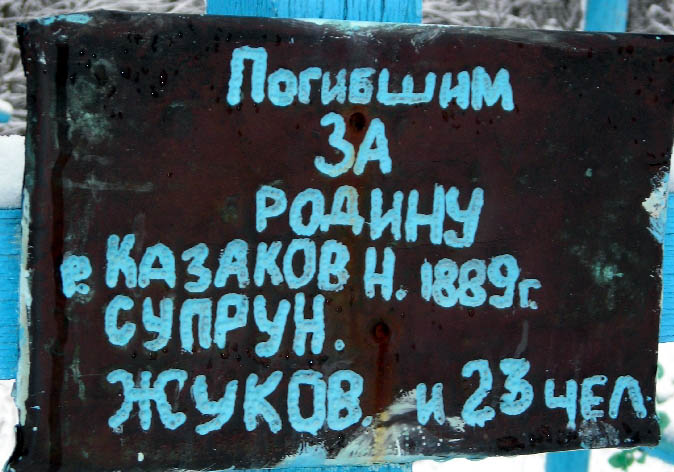 Погибшим
ЗА
РОДИНУ
р. КАЗАКОВ Н. 1889г.
СУПРУН.
ЖУКОВ. и 23 ЧЕЛ